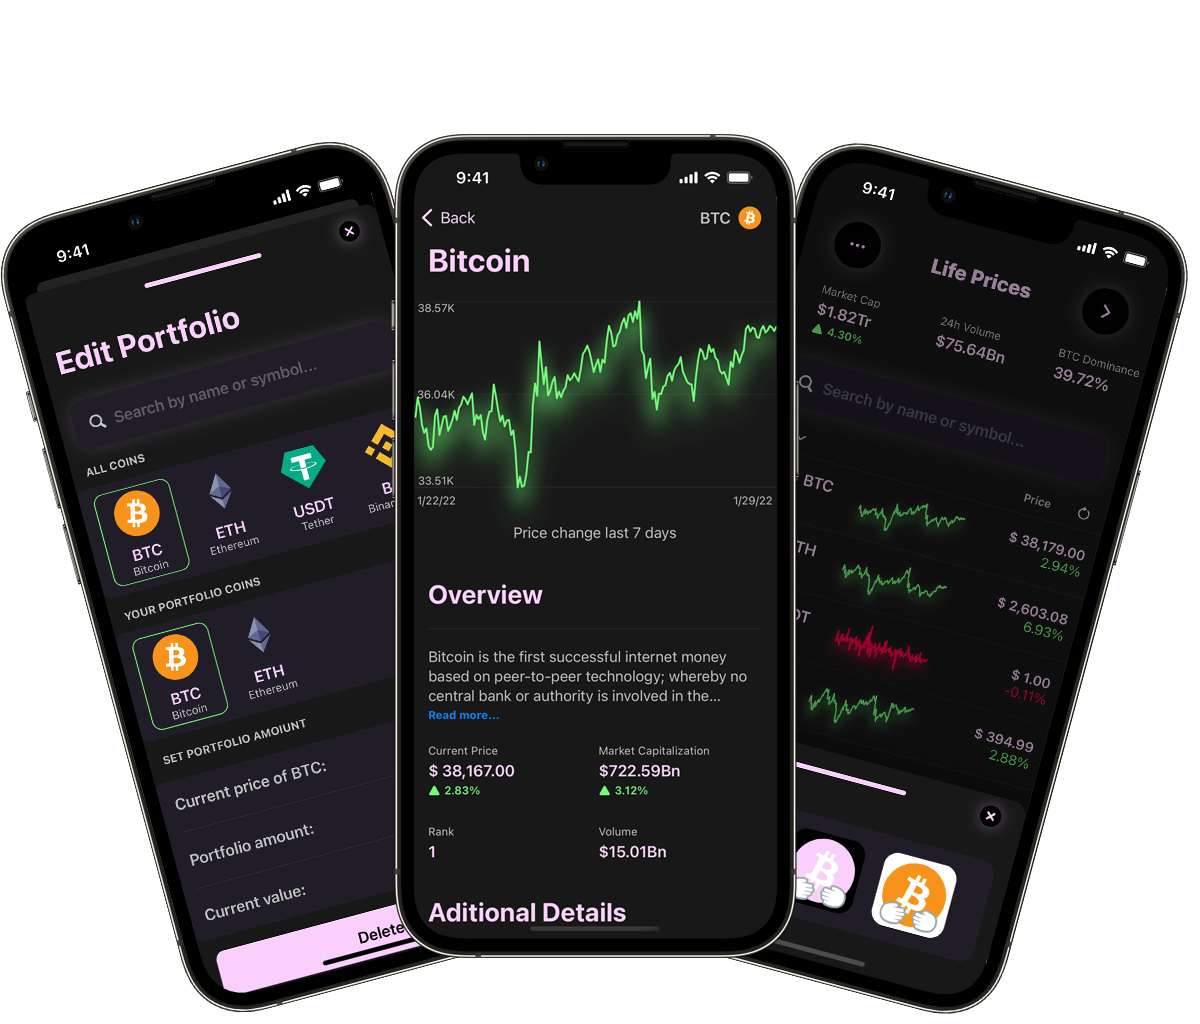 9:41
Edit Portfolio
Search by name or symbol...
ALL COINS
BTC
Bitcoin
ETH
Ethereum
USDT
Tether
B
Binan
YOUR PORTFOLIO COINS
BTC
Bitcoin
ETH
Ethereum
SET PORTFOLIO AMOIUNT
Current price of BTC:
Portfolio amount:
Current value:
Delete
9:41
Back
BTC
Bitcoin
38.57K
36.04K
33.51K
1/22/22
1/29/22
Price change last 7 days
Overview
Bitcoin is the first successful internet money
based on peer-to-peer technology; whereby no
central bank or authority is involved in the...
Read more...
Current Price
$ 38,167.00
2.83%
Market Capitalization
$722.59Bn
3.12%
Rank
1
Volume
$15.01Bn
Aditional Details
9:41
Life Prices
Market Cap
$1.82Tr
4.30%
24h Volume
$75.64Bn
BTC Dominance
39.72%
Search by name or symbol...
Price
BTC
$ 38,179.00
2.94%
TH
$ 2,603.08
6.93%
DT
$ 1.00
-0.11%
$ 394.99
2.88%